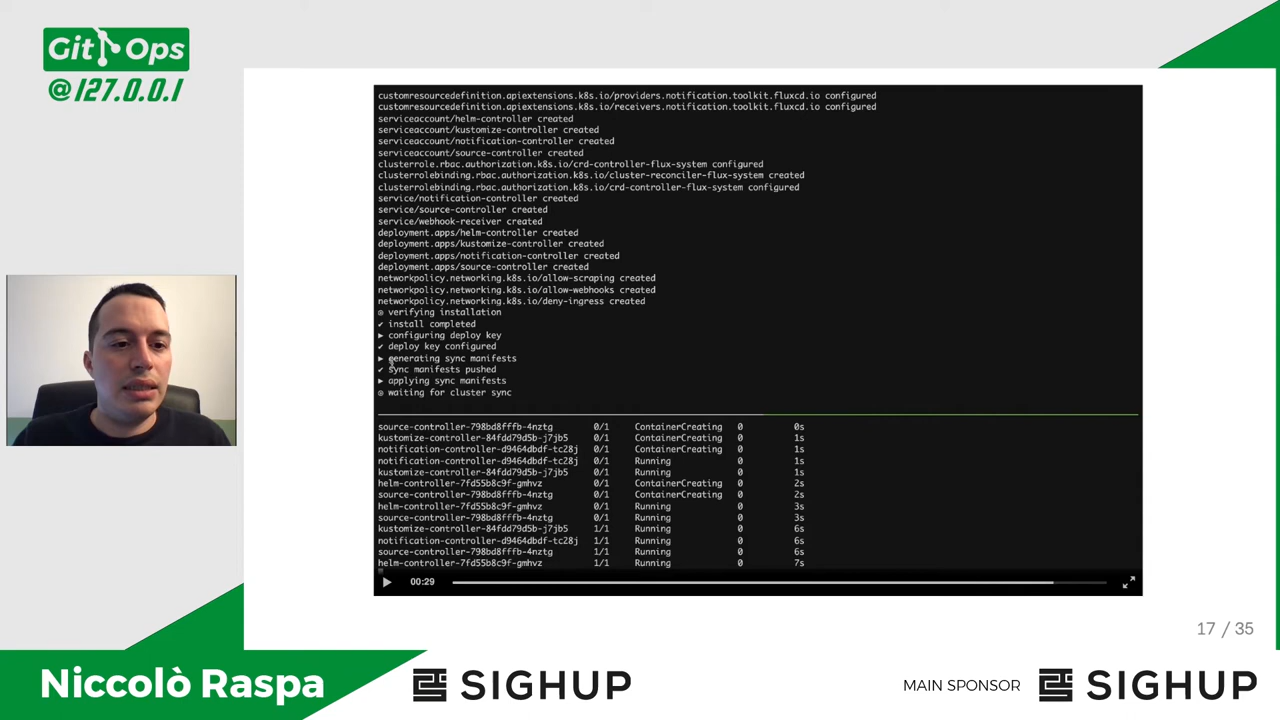 Git Ops
@127.0.0.1
customresourcedefinition.apiextensions.k8s.io/providers.notification.toolkit.fluxcd.io configured
customresourcedefinition.apiextensions.k8s.io/receivers.notification.toolkit.fluxcd.io configured
serviceaccount/helm-controller created
serviceaccount/kustomize-controller created
serviceaccount/notification-controller created
serviceaccount/source-controller created
clusterrole.rbac.authorization.k8s.io/crd-controller-flux-system configured
clusterrolebinding.rbac.authorization.k8s.io/cluster-reconciler-flux-system created
clusterrolebinding.rbac.authorization.k8s.io/crd-controller-flux-system configured
service/notification-controller created
service/source-controller created
service/webhook-receiver created
deployment.apps/helm-controller created
deployment.apps/kustomize-controller created
deployment.apps/notification-controller created
deployment.apps/source-controller created
networkpolicy.networking.k8s.io/allow-scraping created
networkpolicy.networking.k8s.io/allow-webhooks created
networkpolicy.networking.k8s.io/deny-ingress created
◎ verifying installation
✔ install completed
► configuring deploy key
✔ deploy key configured
► generating sync manifests
✔ sync manifests pushed
► applying sync manifests
◎ waiting for cluster sync
source-controller-798bd8fffb-4nztg 0/1 ContainerCreating 0 0s
kustomize-controller-84fdd79d5b-j7jb5 0/1 ContainerCreating 0 1s
notification-controller-d9464dbdf-tc28j 0/1 ContainerCreating 0 1s
notification-controller-d9464dbdf-tc28j 0/1 Running 0 1s
kustomize-controller-84fdd79d5b-j7jb5 0/1 Running 0 1s
helm-controller-7fd55b8c9f-gmhvz 0/1 ContainerCreating 0 2s
source-controller-798bd8fffb-4nztg 0/1 ContainerCreating 0 2s
helm-controller-7fd55b8c9f-gmhvz 0/1 Running 0 3s
source-controller-798bd8fffb-4nztg 0/1 Running 0 3s
kustomize-controller-84fdd79d5b-j7jb5 1/1 Running 0 6s
notification-controller-d9464dbdf-tc28j 1/1 Running 0 6s
source-controller-798bd8fffb-4nztg 1/1 Running 0 6s
helm-controller-7fd55b8c9f-gmhvz 1/1 Running 0 7s
00:29
17 / 35
Niccolò Raspa
SIGHUP
MAIN SPONSOR
SIGHUP